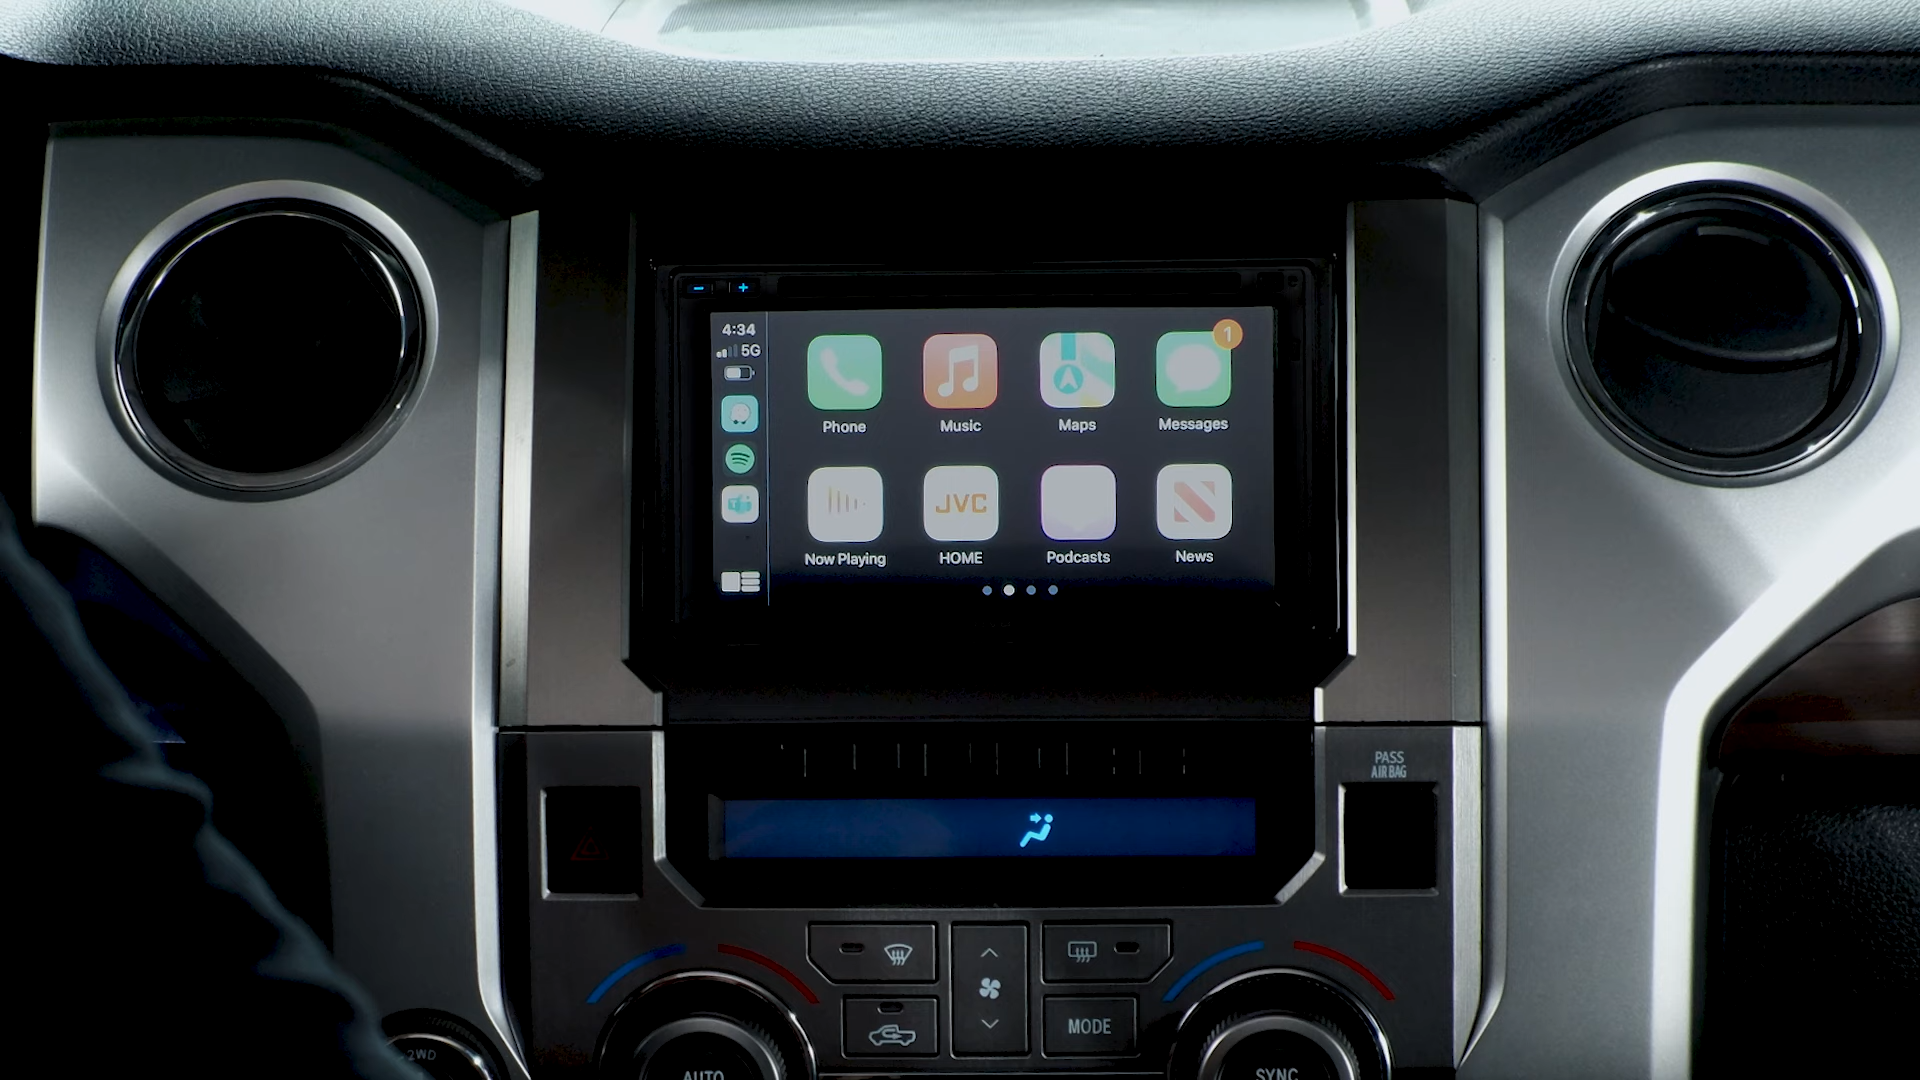 - +
4:34
5G
1
Phone Music Maps Messages
JVC
Now Playing HOME Podcasts News
PASS
AIR BAG
MODE
2WD
AUTO SYNC